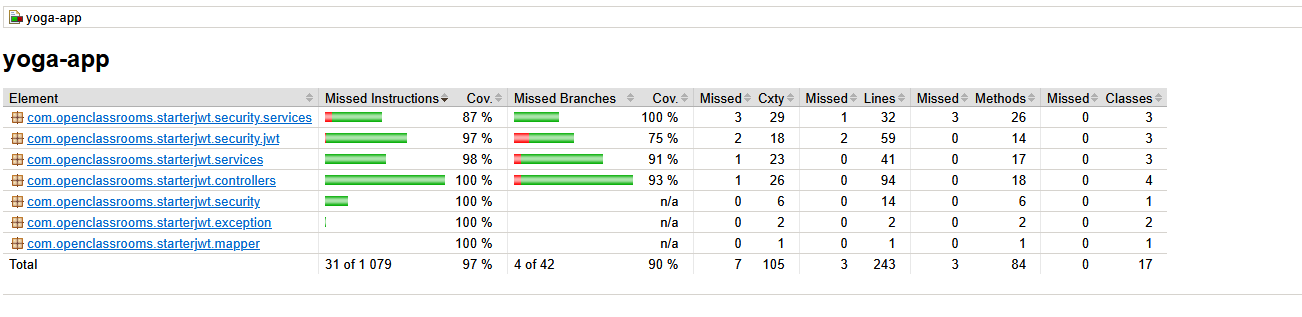 yoga-app
yoga-app
Element Missed Instructions Cov. Missed Branches Cov. Missed Cxty Missed Lines Missed Methods Missed Classes
com.openclassrooms.starterjwt.security.services 87 % 100 % 3 29 1 32 3 26 0 3
com.openclassrooms.starterjwt.security.jwt 97 % 75 % 2 18 2 59 0 14 0 3
com.openclassrooms.starterjwt.services 98 % 91 % 1 23 0 41 0 17 0 3
com.openclassrooms.starterjwt.controllers 100 % 93 % 1 26 0 94 0 18 0 4
com.openclassrooms.starterjwt.security 100 % n/a 0 6 0 14 0 6 0 1
com.openclassrooms.starterjwt.exception 100 % n/a 0 2 0 2 0 2 0 2
com.openclassrooms.starterjwt.mapper 100 % n/a 0 1 0 1 0 1 0 1
Total 31 of 1 079 97 % 4 of 42 90 % 7 105 3 243 3 84 0 17